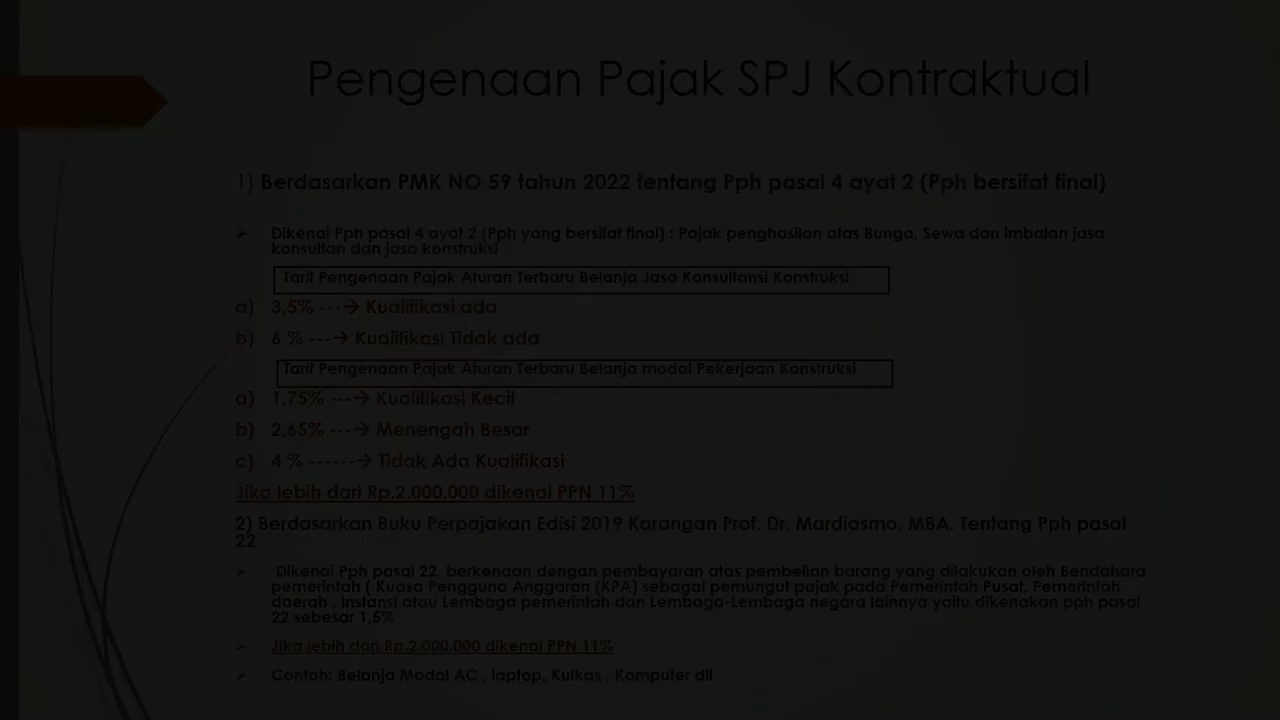 Pengenaan Pajak SPJ Kontraktual
1) Berdasarkan PMK NO 59 tahun 2022 tentang Pph pasal 4 ayat 2 (Pph bersifat final)
Dikenai Pph pasal 4 ayat 2 (Pph yang bersifat final) : Pajak penghasilan atas Bunga, Sewa dan imbalan jasa
konsultan dan jasa konstruksi
Tarif Pengenaan Pajak Aturan Terbaru Belanja Jasa Konsultansi Konstruksi
a) 3,5% ---→ Kualifikasi ada
b) 6 % ---→ Kualifikasi Tidak ada
Tarif Pengenaan Pajak Aturan Terbaru Belanja modal Pekerjaan Konstruksi
a) 1,75% ---→ Kualifikasi Kecil
b) 2,65% ---→ Menengah Besar
c) 4 % ------→ Tidak Ada Kualifikasi
Jika lebih dari Rp.2.000.000 dikenai PPN 11%
2) Berdasarkan Buku Perpajakan Edisi 2019 Karangan Prof. Dr. Mardiasmo, MBA. Tentang Pph pasal
22
Dikenai Pph pasal 22 berkenaan dengan pembayaran atas pembelian barang yang dilakukan oleh Bendahara
pemerintah ( Kuasa Pengguna Anggaran (KPA) sebagai pemungut pajak pada Pemerintah Pusat, Pemerintah
daerah , instansi atau Lembaga pemerintah dan Lembaga-Lembaga negara lainnya yaitu dikenakan pph pasal
22 sebesar 1,5%
Jika lebih dari Rp.2.000.000 dikenai PPN 11%
Contoh: Belanja Modal AC , laptop, Kulkas , Komputer dll